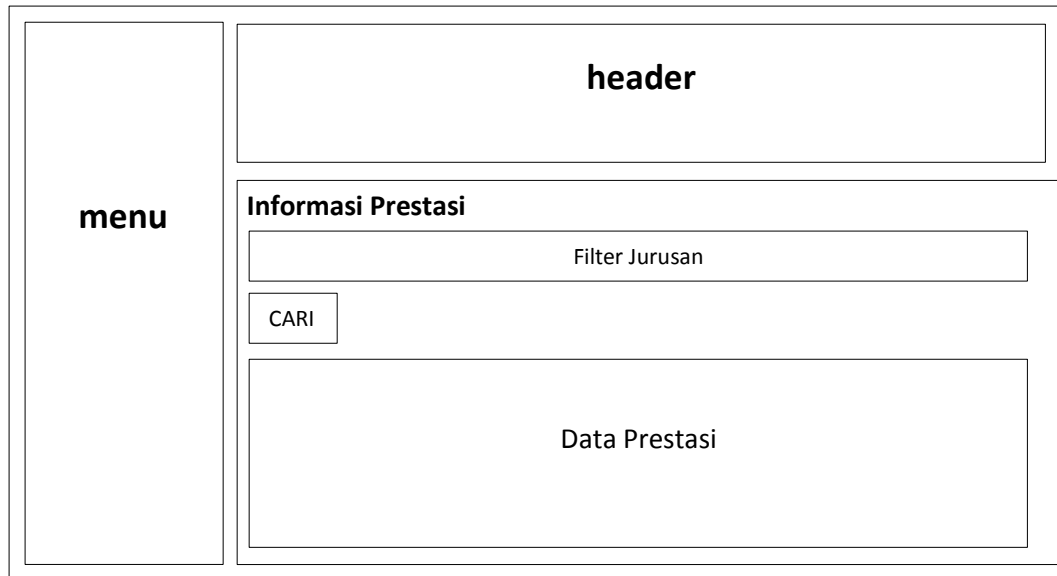 header
menu
Informasi Prestasi
Filter Jurusan
CARI
Data Prestasi